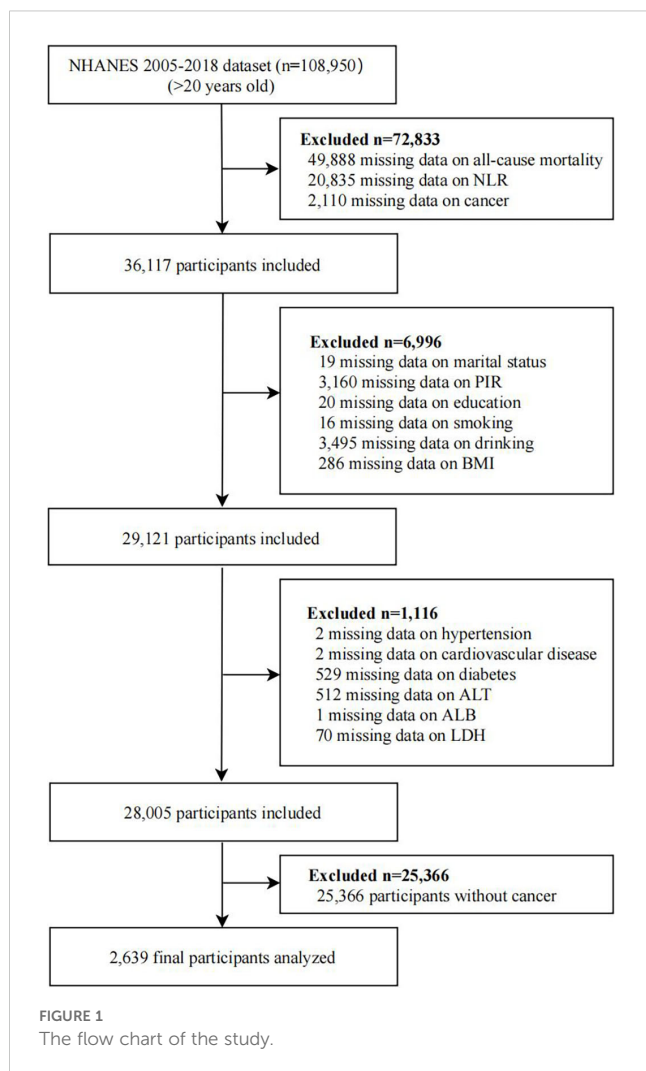 NHANES 2005-2018 dataset (n=108,950)
(>20 years old)
Excluded n=72,833
49,888 missing data on all-cause mortality
20,835 missing data on NLR
2,110 missing data on cancer
36,117 participants included
Excluded n=6,996
19 missing data on marital status
3,160 missing data on PIR
20 missing data on education
16 missing data on smoking
3,495 missing data on drinking
286 missing data on BMI
29,121 participants included
Excluded n=1,116
2 missing data on hypertension
2 missing data on cardiovascular disease
529 missing data on diabetes
512 missing data on ALT
1 missing data on ALB
70 missing data on LDH
28,005 participants included
Excluded n=25,366
25,366 participants without cancer
2,639 final participants analyzed
FIGURE 1
The flow chart of the study.